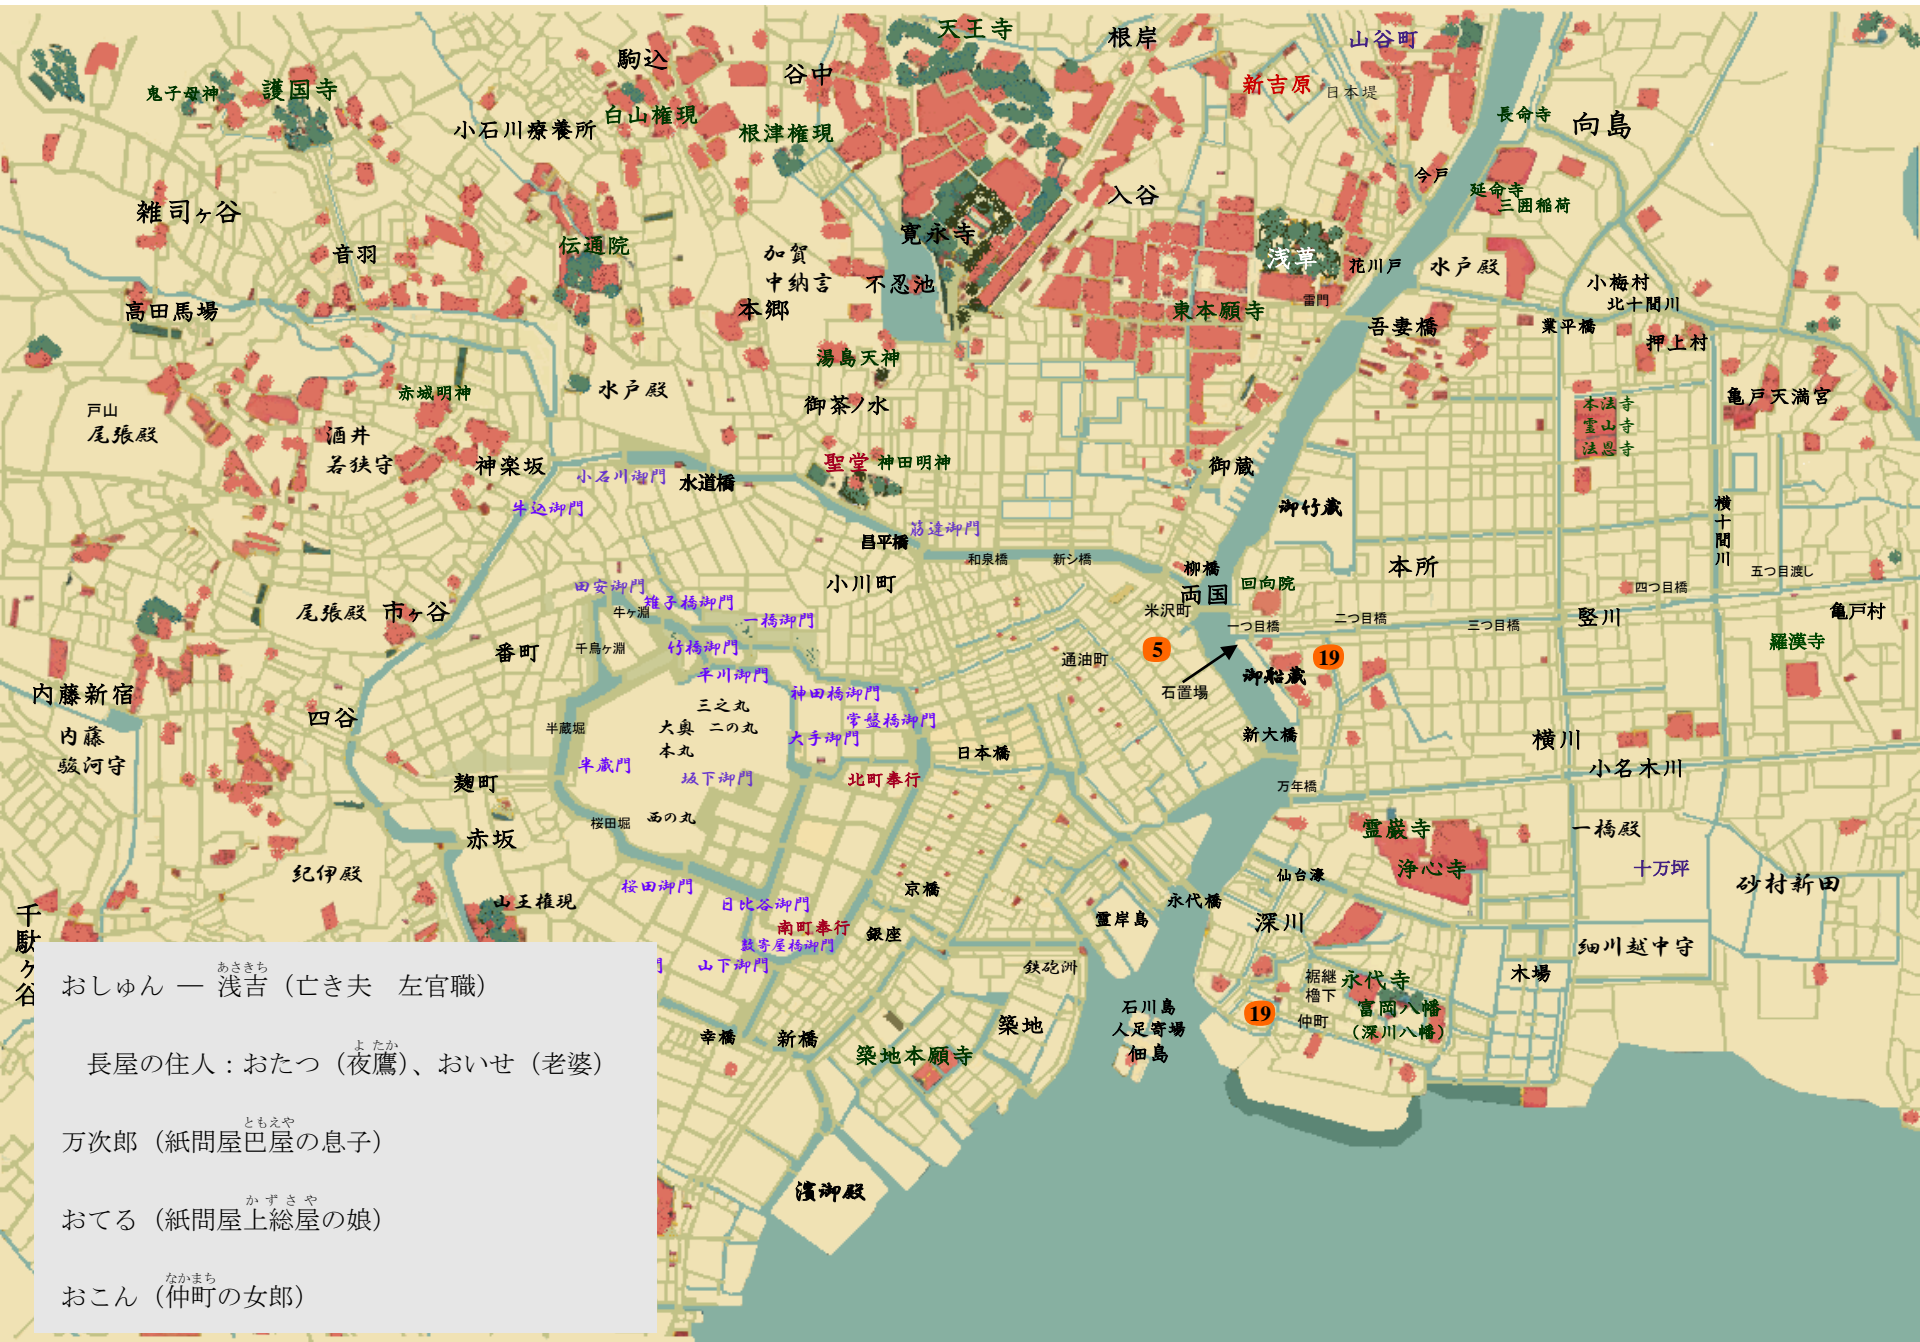 天王寺
根岸
山谷町
駒込
谷中
新吉原
日本堤
鬼子母神
護国寺
白山権現
根津権現
小石川療養所
長命寺
向島
今戸
延命寺
三囲稲荷
入谷
雑司ヶ谷
音羽
伝通院
加賀
中納言
本郷
寛永寺
不忍池
浅草
花川戸
水戸殿
雷門
東本願寺
吾妻橋
小梅村
北十間川
業平橋
押上村
高田馬場
湯島天神
赤城明神
水戸殿
御茶ノ水
戸山
尾張殿
酒井
若狭守
神楽坂
小石川御門
水道橋
聖堂
神田明神
御蔵
御竹蔵
本法寺
霊山寺
法恩寺
亀戸天満宮
横十間川
牛込御門
昌平橋
筋違御門
和泉橋
新シ橋
柳橋
両国
回向院
本所
四つ目橋
五つ目渡し
亀戸村
羅漢寺
小川町
田安御門
雉子橋御門
牛ヶ淵
一橋御門
竹橋御門
平川御門
千鳥ヶ淵
尾張殿
市ヶ谷
番町
米沢町
5
通油町
石置場
一つ目橋
二つ目橋
三つ目橋
竪川
19
御船蔵
新大橋
内藤新宿
内藤
駿河守
四谷
半蔵堀
半蔵門
三之丸
大奥
二の丸
本丸
神田橋御門
常盤橋御門
大手御門
坂下御門
北町奉行
日本橋
横川
小名木川
万年橋
麹町
桜田堀
西の丸
赤坂
紀伊殿
山王権現
桜田御門
日比谷御門
南町奉行
数寄屋橋御門
山下御門
門
京橋
銀座
霊岸島
永代橋
鉄砲洲
霊巌寺
浄心寺
仙台濠
深川
一橋殿
十万坪
砂村新田
細川越中守
木場
裾継
櫓下
永代寺
富岡八幡
（深川八幡）
19
仲町
石川島
人足寄場
佃島
築地
築地本願寺
幸橋
新橋
濱御殿
千駄ヶ谷
あさきち
おしゅん ― 浅吉（亡き夫　左官職）
よたか
長屋の住人：おたつ（夜鷹）、おいせ（老婆）
ともえや
万次郎（紙問屋巴屋の息子）
かずさや
おてる（紙問屋上総屋の娘）
なかまち
おこん（仲町の女郎）